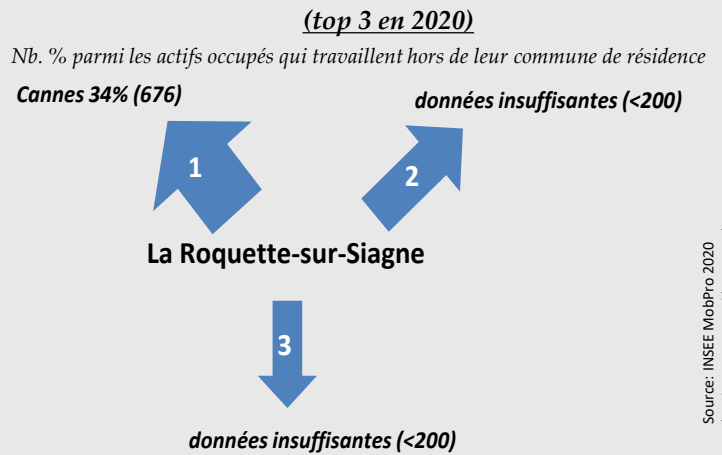 (top 3 en 2020)
Nb. % parmi les actifs occupés qui travaillent hors de leur commune de résidence
Cannes 34% (676)
données insuffisantes (<200)
1
2
La Roquette-sur-Siagne
3
données insuffisantes (<200)
Source: INSEE MobPro 2020